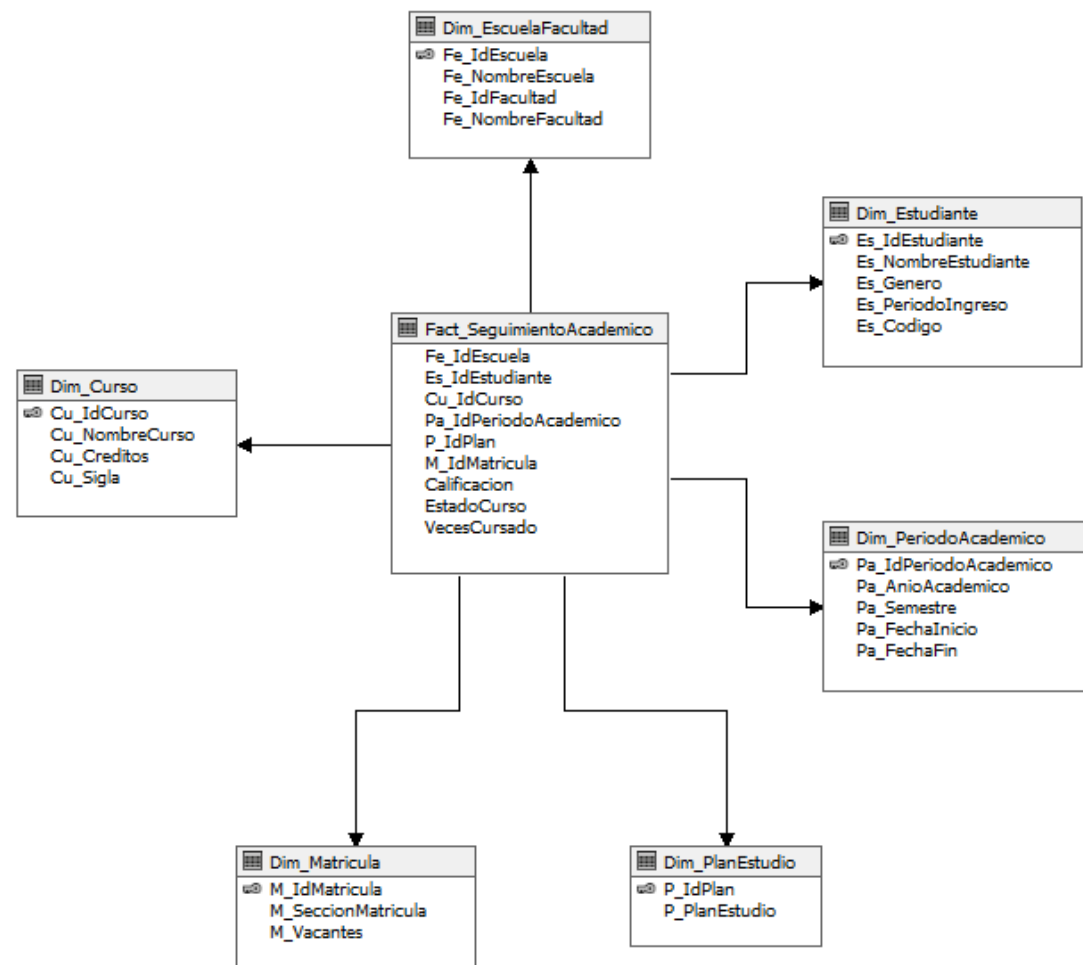 Dim_EscuelaFacultad
Fe_IdEscuela
Fe_NombreEscuela
Fe_IdFacultad
Fe_NombreFacultad
Dim_Estudiante
Es_IdEstudiante
Es_NombreEstudiante
Es_Genero
Es_PeriodoIngreso
Es_Codigo
Fact_SeguimientoAcademico
Fe_IdEscuela
Es_IdEstudiante
Cu_IdCurso
Pa_IdPeriodoAcademico
P_IdPlan
M_IdMatricula
Calificacion
EstadoCurso
VecesCursado
Dim_Curso
Cu_IdCurso
Cu_NombreCurso
Cu_Creditos
Cu_Sigla
Dim_PeriodoAcademico
Pa_IdPeriodoAcademico
Pa_AnioAcademico
Pa_Semestre
Pa_FechaInicio
Pa_FechaFin
Dim_Matricula
M_IdMatricula
M_SeccionMatricula
M_Vacantes
Dim_PlanEstudio
P_IdPlan
P_PlanEstudio